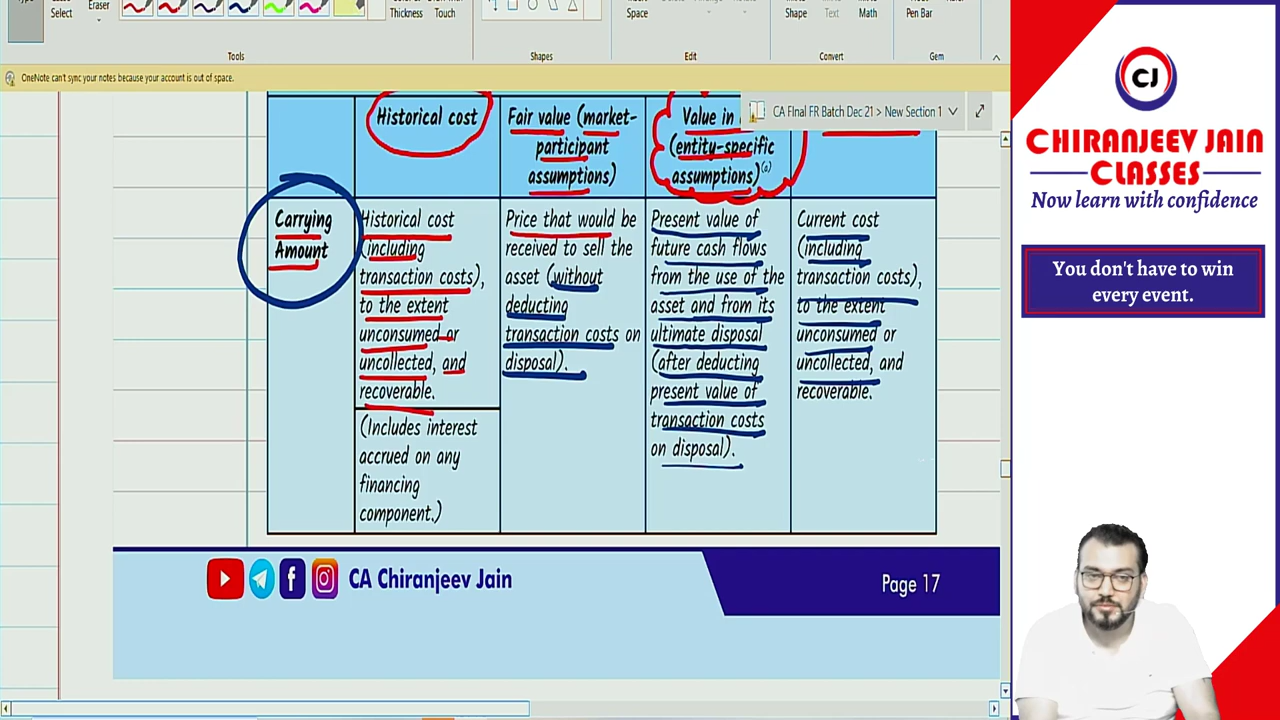 Select
Eraser
Thickness
Touch
Space
Shape
Text
Math
Pen Bar
Tools
Shapes
Edit
Convert
Gem
OneNote can't sync your notes because your account is out of space.
CA FInal FR Batch Dec 21 > New Section 1
Historical cost
Fair value (market-
participant
assumptions)
Value in
(entity-specific
assumptions)(a)
Carrying
Amount
Historical cost
(including
transaction costs),
to the extent
unconsumed or
uncollected, and
recoverable.
(Includes interest
accrued on any
financing
component.)
Price that would be
received to sell the
asset (without
deducting
transaction costs on
disposal).
Present value of
future cash flows
from the use of the
asset and from its
ultimate disposal
(after deducting
present value of
transaction costs
on disposal).
Current cost
(including
transaction costs),
to the extent
unconsumed or
uncollected, and
recoverable.
CA Chiranjeev Jain
Page 17
CJ
CHIRANJEEV JAIN
CLASSES
Now learn with confidence
You don't have to win
every event.